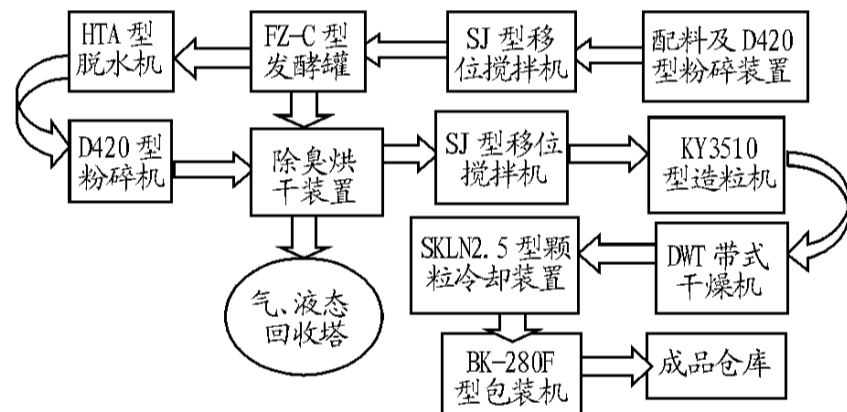 HTA 型
脱水机
FZ-C 型
发酵罐
SJ 型移
位搅拌机
配料及 D420
型粉碎装置
D420 型
粉碎机
除臭烘
干装置
SJ 型移位
搅拌机
KY3510
型造粒机
SKLN2.5 型颗
粒冷却装置
DWT 带式
干燥机
气、液态
回收塔
BK-280F
型包装机
成品仓库